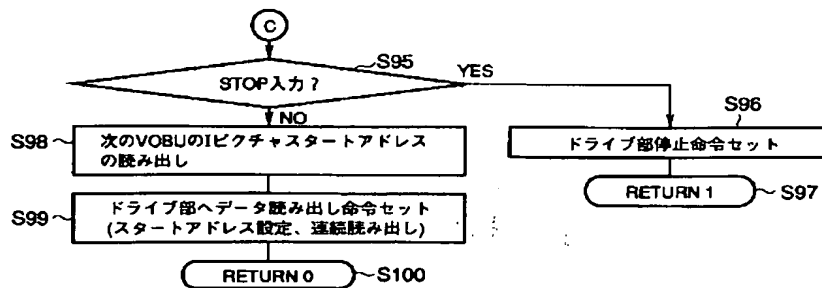 C
S95
STOP入力?
YES
NO
S96
S98
次のVOBUのIピクチャスタートアドレス
の読み出し
ドライブ部停止命令セット
RETURN 1
S97
S99
ドライブ部へデータ読み出し命令セット
(スタートアドレス設定、連続読み出し)
RETURN 0
S100